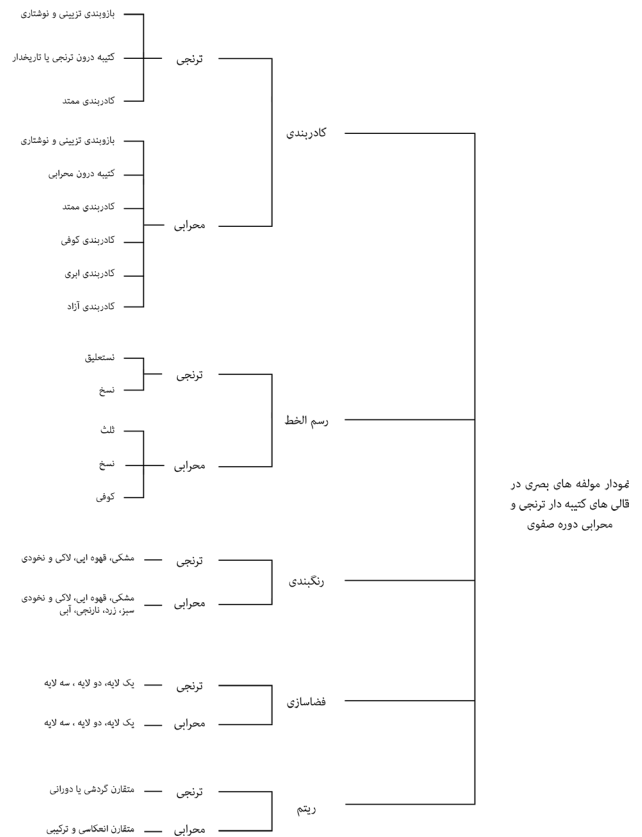 نمودار مولفه های بصری در
قالی های کتیبه دار ترنجی و
محرابی دوره صفوی
کادربندی
ترنجی
بازوبندی تزیینی و نوشتاری
کتیبه درون ترنجی یا تاریخدار
کادربندی ممتد
محرابی
بازوبندی تزیینی و نوشتاری
کتیبه درون محرابی
کادربندی ممتد
کادربندی کوفی
کادربندی ابری
کادربندی آزاد
رسم الخط
ترنجی
نستعلیق
نسخ
محرابی
ثلث
نسخ
کوفی
رنگبندی
ترنجی
مشکی، قهوه ایی، لاکی و نخودی
محرابی
مشکی، قهوه ایی، لاکی و نخودی
سبز، زرد، نارنجی، آبی
فضاسازی
ترنجی
یک لایه، دو لایه ، سه لایه
محرابی
یک لایه، دو لایه ، سه لایه
ریتم
ترنجی
متقارن گردشی یا دورانی
محرابی
متقارن انعکاسی و ترکیبی